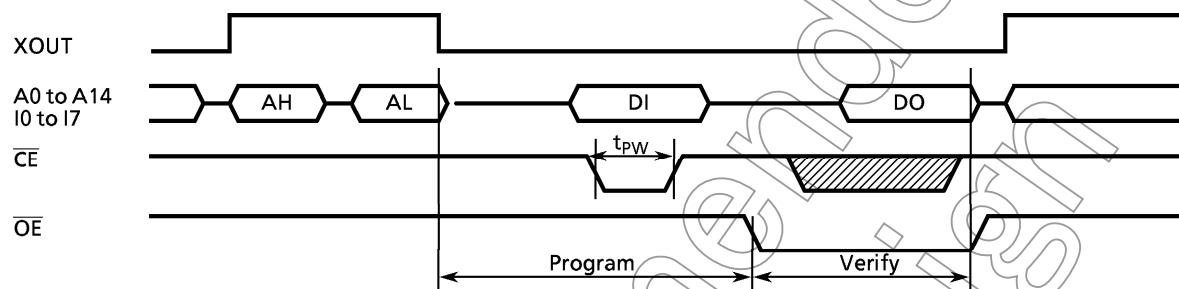 XOUT
A0 to A14
I0 to I7
AH
AL
DI
DO
CE
tPW
OE
Program
Verify